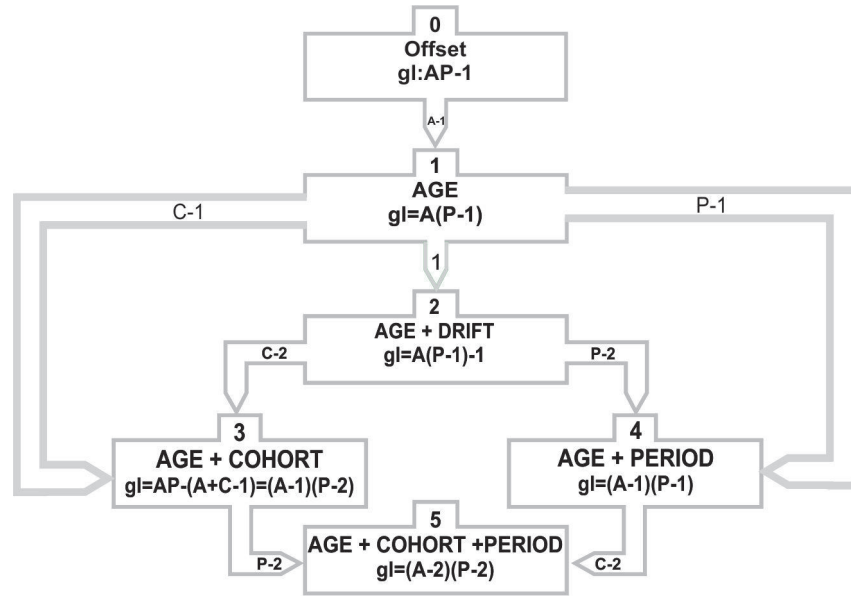 0
Offset
gl:AP-1
A-1
1
AGE
gl=A(P-1)
C-1
P-1
1
2
AGE + DRIFT
gl=A(P-1)-1
C-2
P-2
3
AGE + COHORT
gl=AP-(A+C-1)=(A-1)(P-2)
4
AGE + PERIOD
gl=(A-1)(P-1)
5
AGE + COHORT +PERIOD
gl=(A-2)(P-2)
P-2
C-2